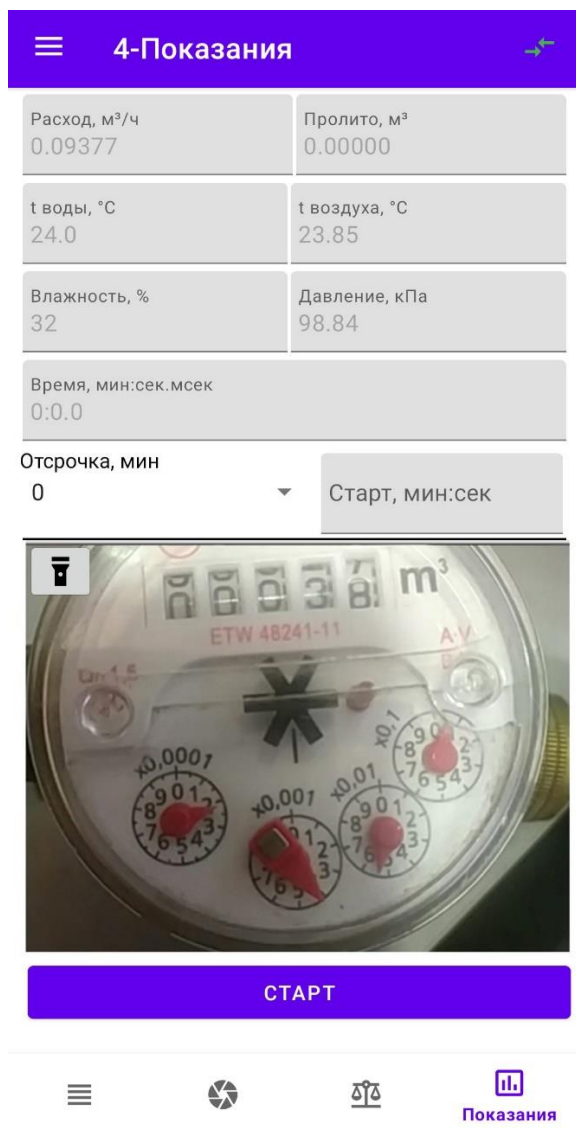 4-Показания
Расход, м³/ч
0.09377
Пролито, м³
0.00000
t воды, °C
24.0
t воздуха, °C
23.85
Влажность, %
32
Давление, кПа
98.84
Время, мин:сек.мсек
0:0.0
Отсрочка, мин
0
Старт, мин:сек
m³
ETW 48241-11
A-V
x0,1
x0,0001
x0,001
x0,01
СТАРТ
Показания